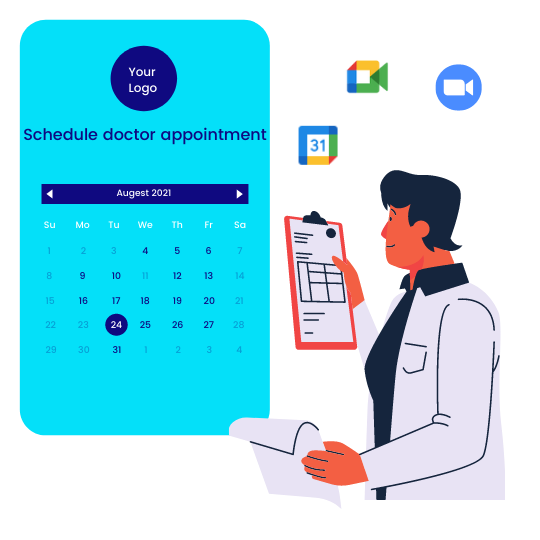 Your
Logo
Schedule doctor appointment
Augest 2021
Su Mo Tu We Th Fr Sa
1 2 3 4 5 6 7
8 9 10 11 12 13 14
15 16 17 18 19 20 21
22 23 24 25 26 27 28
29 30 31 1 2 3 4
31